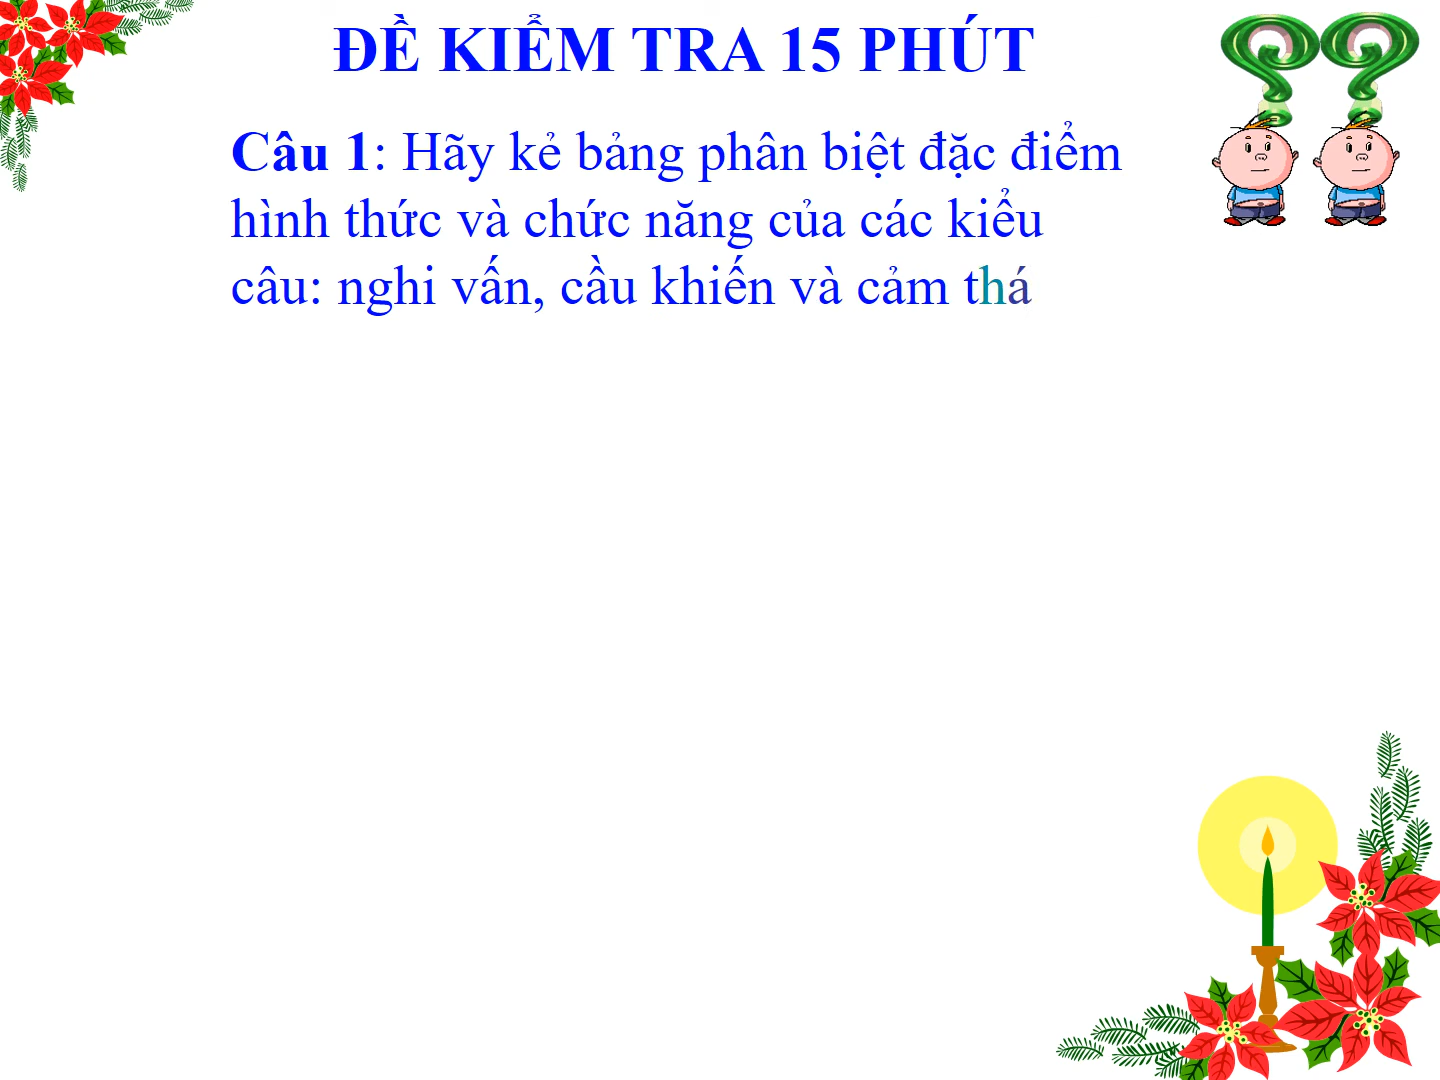 ĐỀ KIỂM TRA 15 PHÚT
Câu 1: Hãy kẻ bảng phân biệt đặc điểm
hình thức và chức năng của các kiểu
câu: nghi vấn, cầu khiến và cảm thá